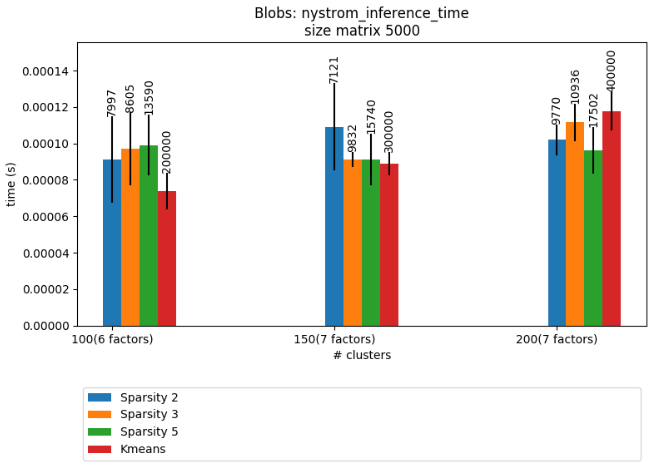 Blobs: nystrom_inference_time
size matrix 5000
time (s)
0.00014
0.00012
0.00010
0.00008
0.00006
0.00004
0.00002
0.00000
7997
8605
13590
200000
7121
9832
15740
300000
9770
10936
17502
400000
100(6 factors)
150(7 factors)
200(7 factors)
# clusters
Sparsity 2
Sparsity 3
Sparsity 5
Kmeans